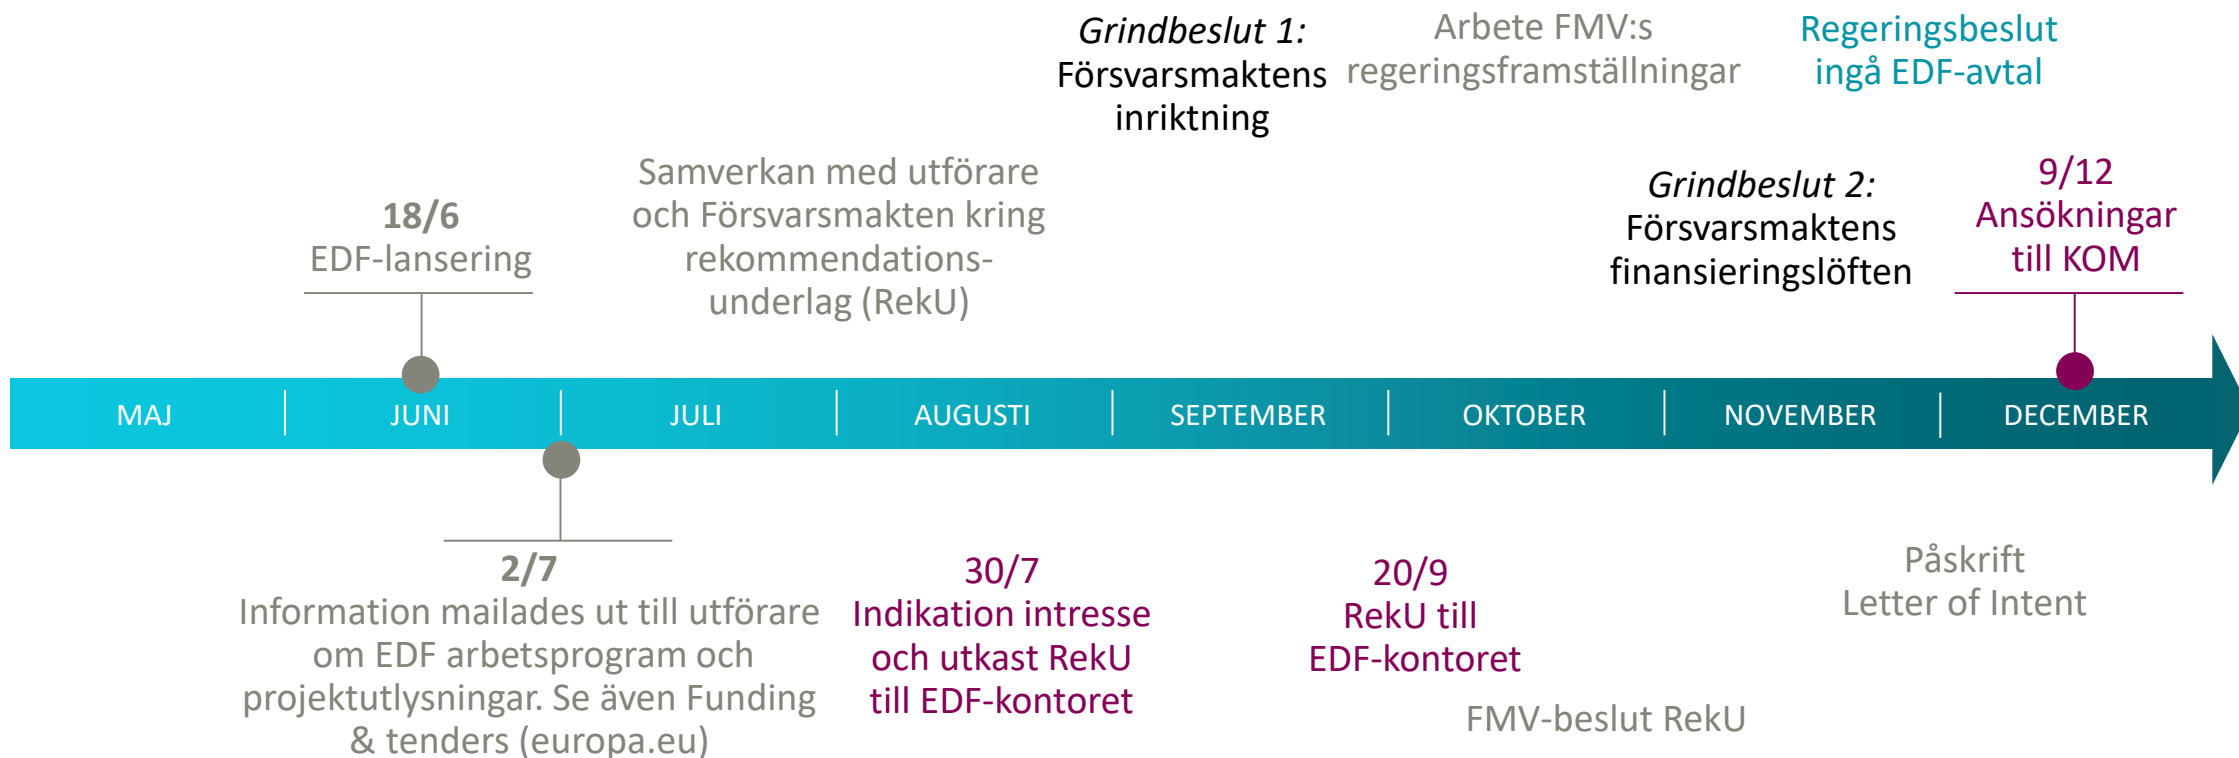 Grindbeslut 1:
Försvarsmaktens
inriktning
Arbete FMV:s
regeringsframställningar
Regeringsbeslut
ingå EDF-avtal
18/6
EDF-lansering
Samverkan med utförare
och Försvarsmakten kring
rekommendations-
underlag (RekU)
Grindbeslut 2:
Försvarsmaktens
finansieringslöften
9/12
Ansökningar
till KOM
MAJ
JUNI
JULI
AUGUSTI
SEPTEMBER
OKTOBER
NOVEMBER
DECEMBER
2/7
Information mailades ut till utförare
om EDF arbetsprogram och
projektutlysningar. Se även Funding
& tenders (europa.eu)
30/7
Indikation intresse
och utkast RekU
till EDF-kontoret
20/9
RekU till
EDF-kontoret
FMV-beslut RekU
Påskrift
Letter of Intent